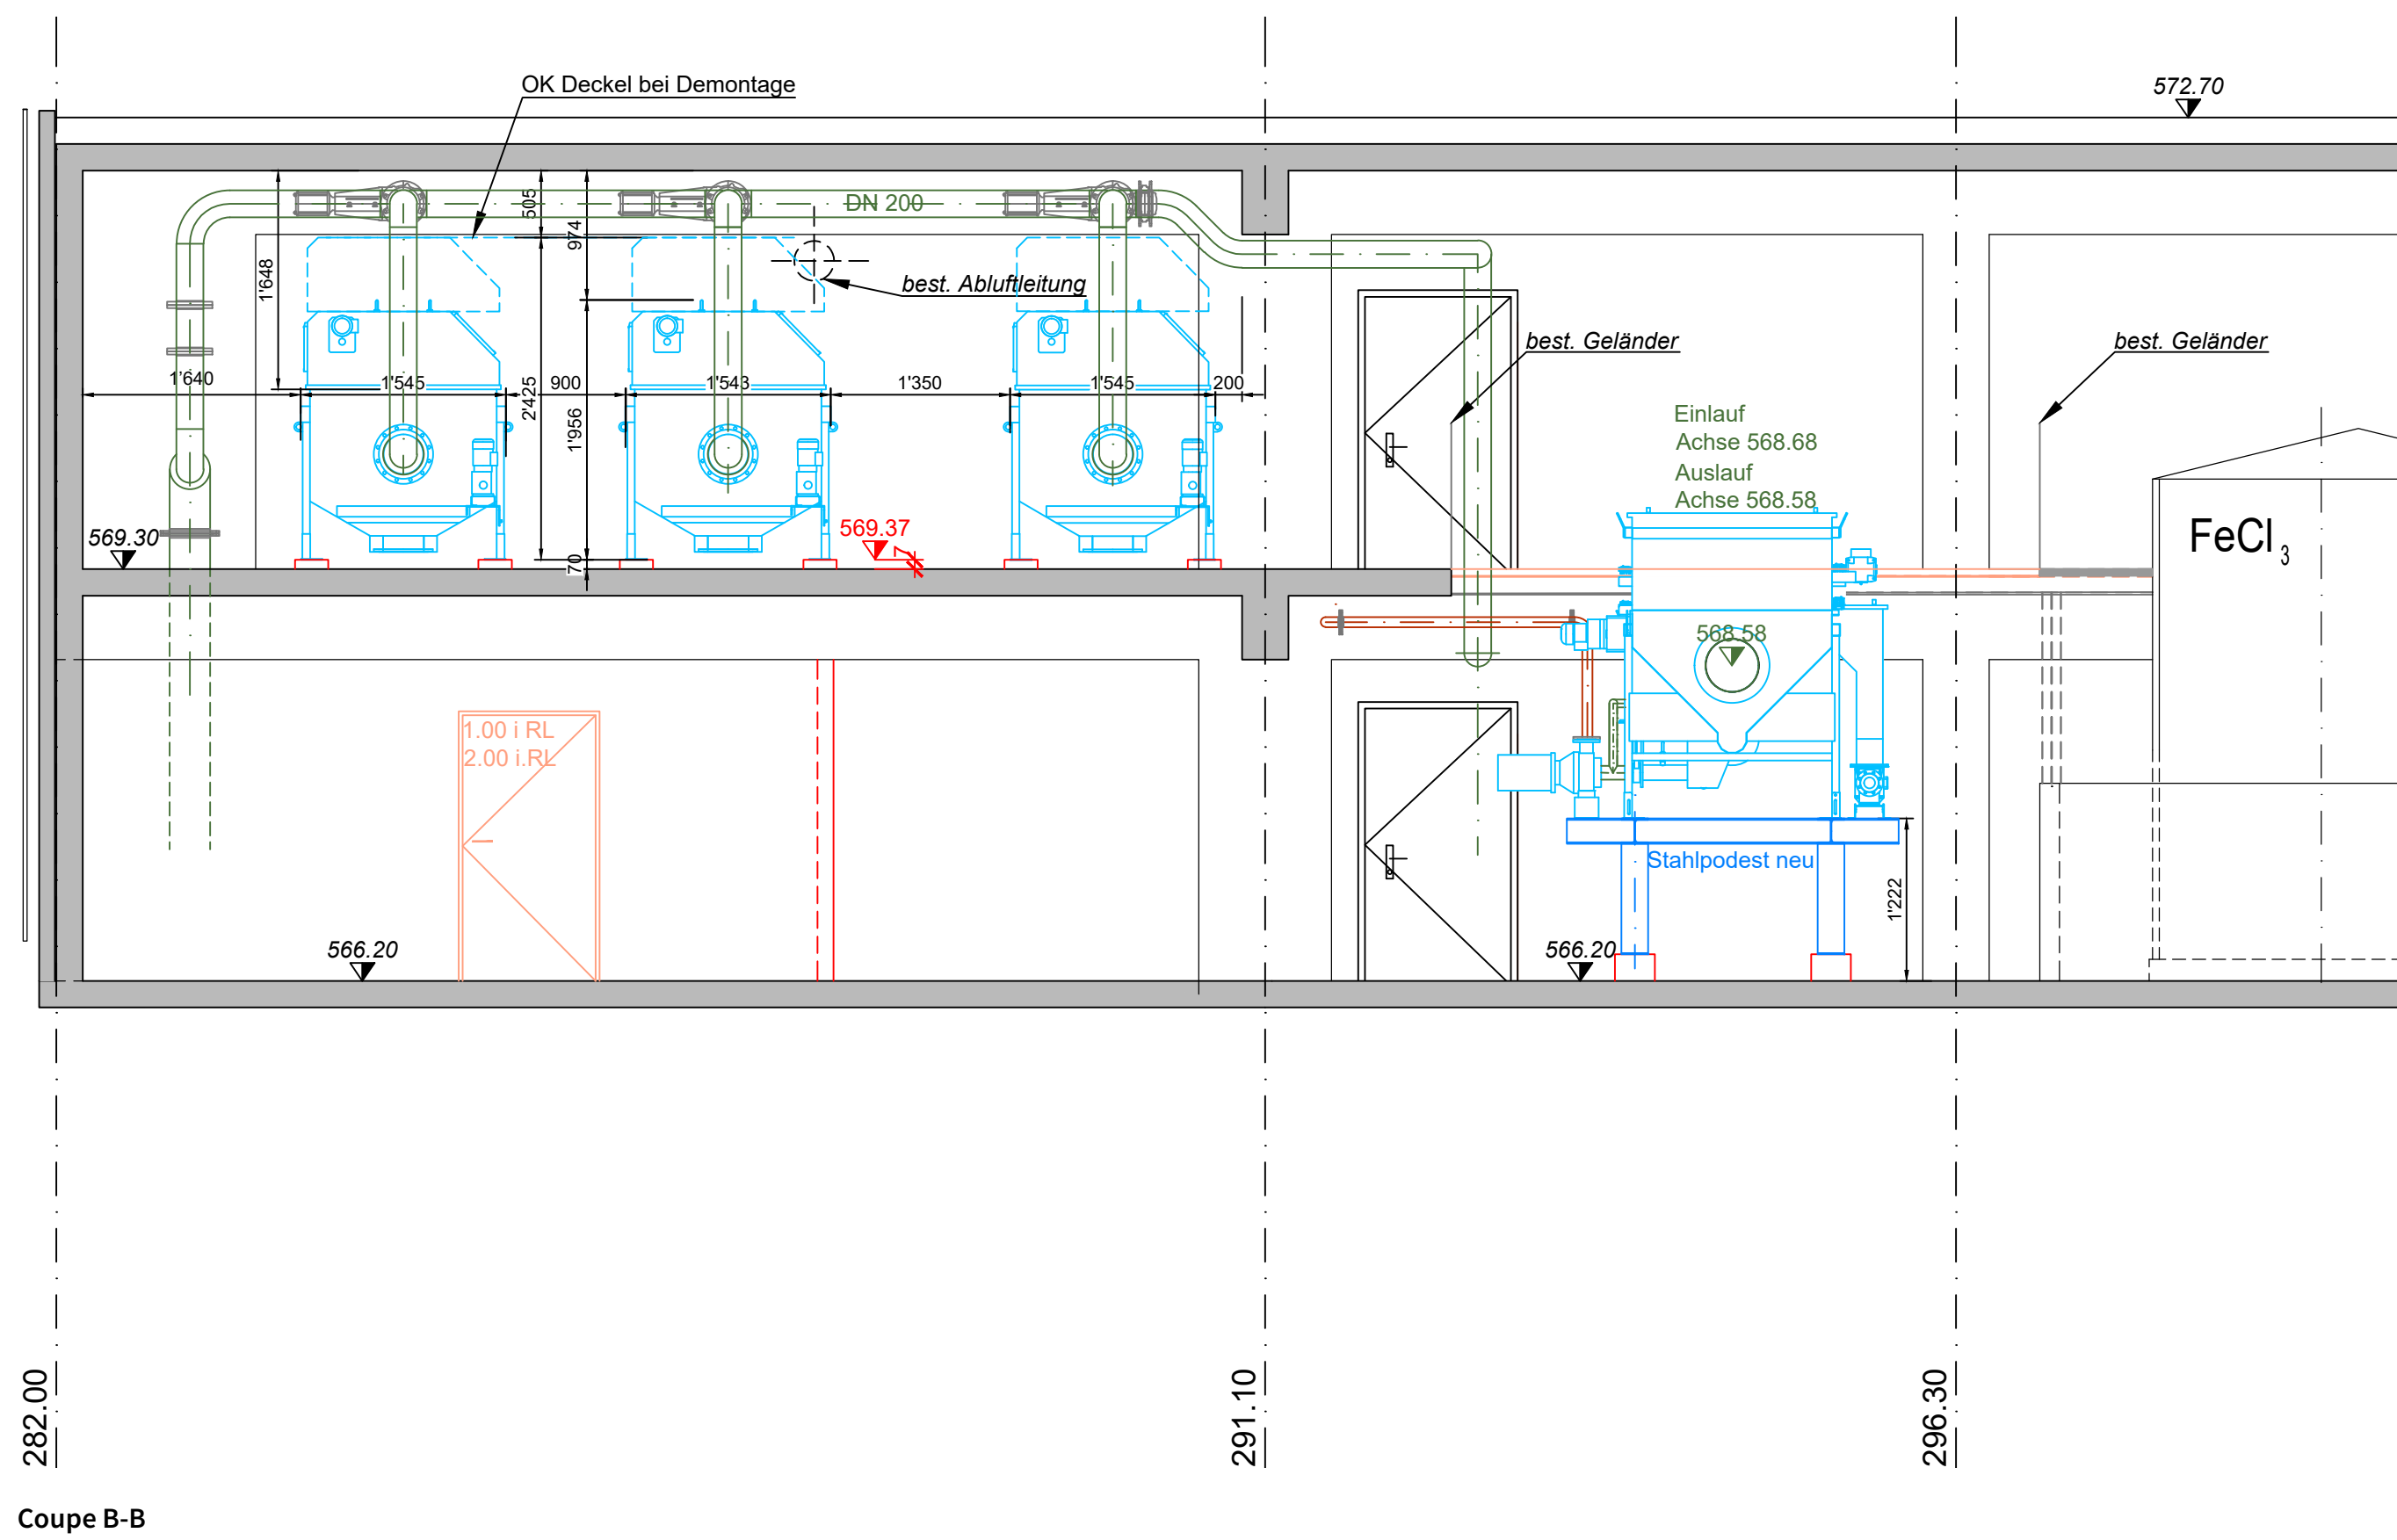 OK Deckel bei Demontage
572.70
505
DN 200
974
1'648
best. Abluftleitung
best. Geländer
best. Geländer
1'640
1'545
2'425
900
1'956
1'543
1'350
1'545
200
Einlauf
Achse 568.68
Auslauf
Achse 568.58
569.30
569.37
7
70
FeCl3
568.58
1.00 i RL
2.00 i.RL
Stahlpodest neu
1'222
566.20
566.20
282.00
291.10
296.30
Coupe B-B